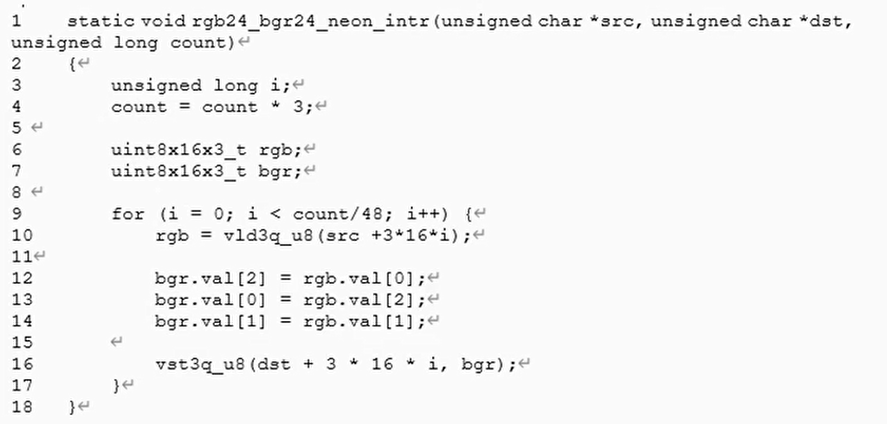 1 static void rgb24_bgr24_neon_intr(unsigned char *src, unsigned char *dst,
unsigned long count)↵
2 {↵
3 unsigned long i;↵
4 count = count * 3;↵
5 ↵
6 uint8x16x3_t rgb;↵
7 uint8x16x3_t bgr;↵
8 ↵
9 for (i = 0; i < count/48; i++) {↵
10 rgb = vld3q_u8(src +3*16*i);↵
11↵
12 bgr.val[2] = rgb.val[0];↵
13 bgr.val[0] = rgb.val[2];↵
14 bgr.val[1] = rgb.val[1];↵
15 ↵
16 vst3q_u8(dst + 3 * 16 * i, bgr);↵
17 }↵
18 }↵